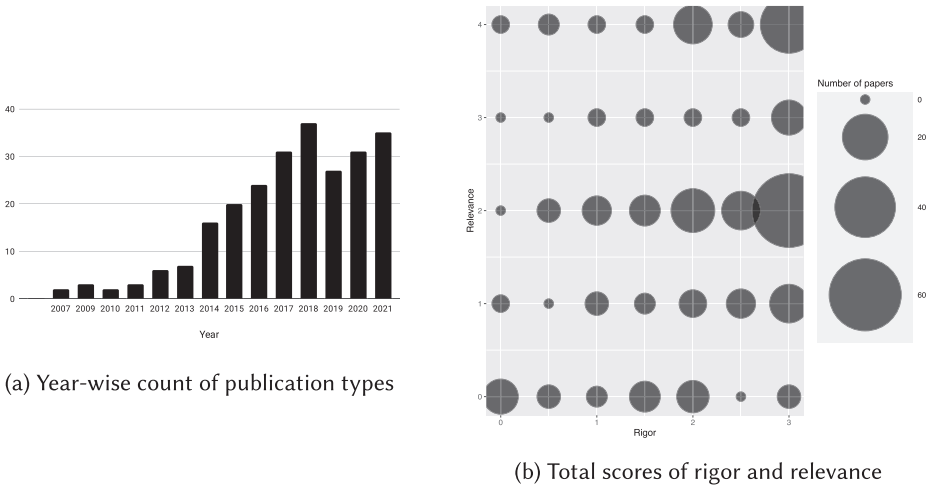 40
30
20
10
0
2007 2009 2010 2011 2012 2013 2014 2015 2016 2017 2018 2019 2020 2021
Year
(a) Year-wise count of publication types
4
3
2
1
0
Relevance
0 1 2 3
Rigor
Number of papers
0
20
40
60
(b) Total scores of rigor and relevance